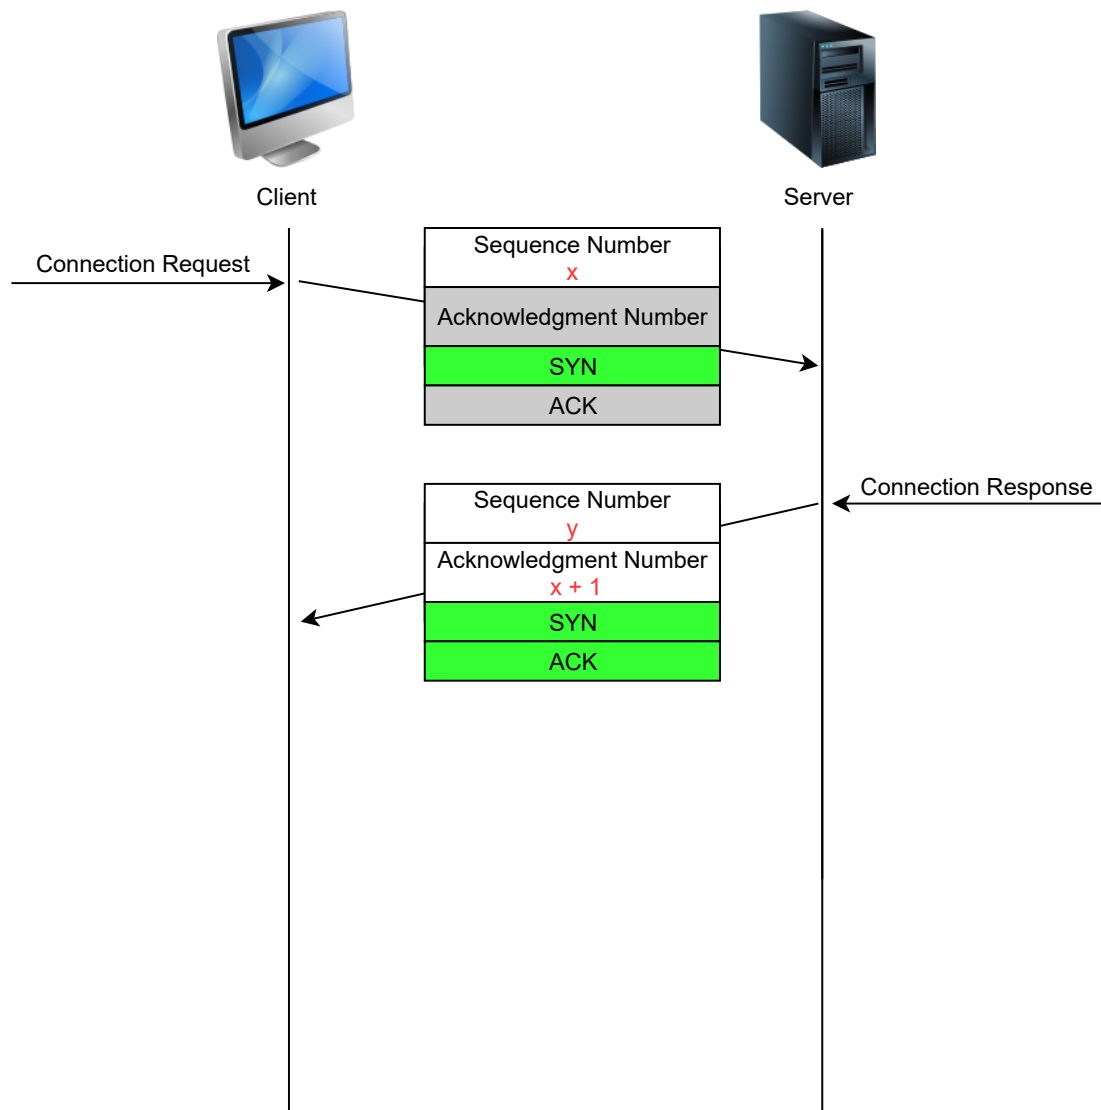 Client
Server
Connection Request
Sequence Number
x
Acknowledgment Number
SYN
ACK
Connection Response
Sequence Number
y
Acknowledgment Number
x + 1
SYN
ACK